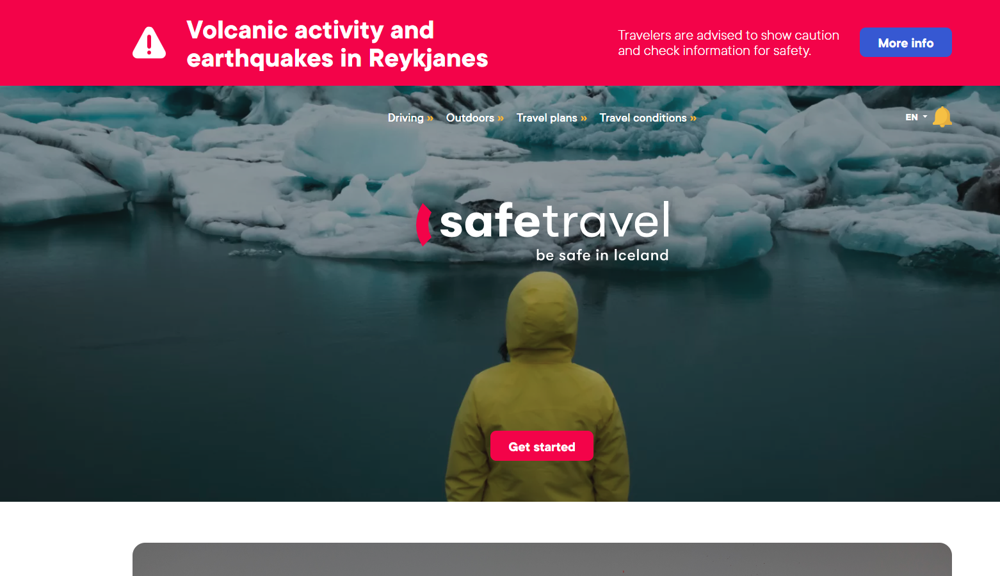 Volcanic activity and
earthquakes in Reykjanes
Travelers are advised to show caution
and check information for safety.
More info
Driving »
Outdoors »
Travel plans »
Travel conditions »
EN
safetravel
be safe in Iceland
Get started